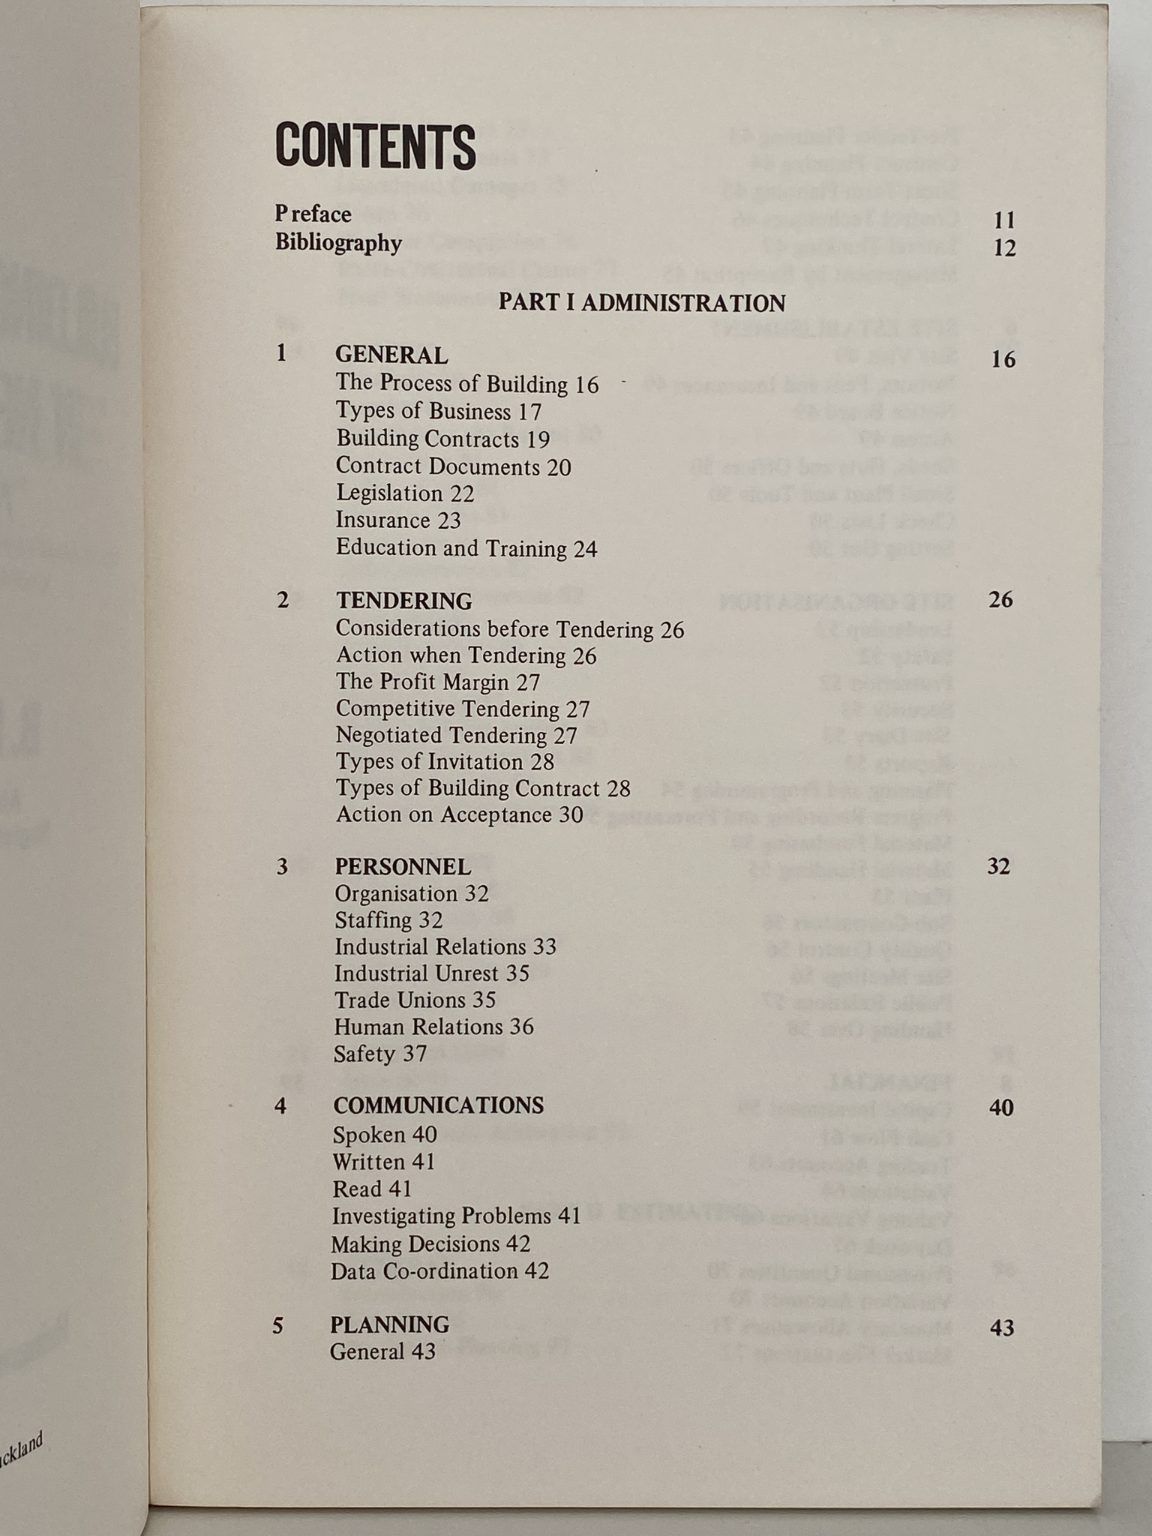 CONTENTS
Preface 11
Bibliography 12
PART I ADMINISTRATION
1 GENERAL 16
The Process of Building 16
Types of Business 17
Building Contracts 19
Contract Documents 20
Legislation 22
Insurance 23
Education and Training 24
2 TENDERING 26
Considerations before Tendering 26
Action when Tendering 26
The Profit Margin 27
Competitive Tendering 27
Negotiated Tendering 27
Types of Invitation 28
Types of Building Contract 28
Action on Acceptance 30
3 PERSONNEL 32
Organisation 32
Staffing 32
Industrial Relations 33
Industrial Unrest 35
Trade Unions 35
Human Relations 36
Safety 37
4 COMMUNICATIONS 40
Spoken 40
Written 41
Read 41
Investigating Problems 41
Making Decisions 42
Data Co-ordination 42
5 PLANNING 43
General 43
ckland